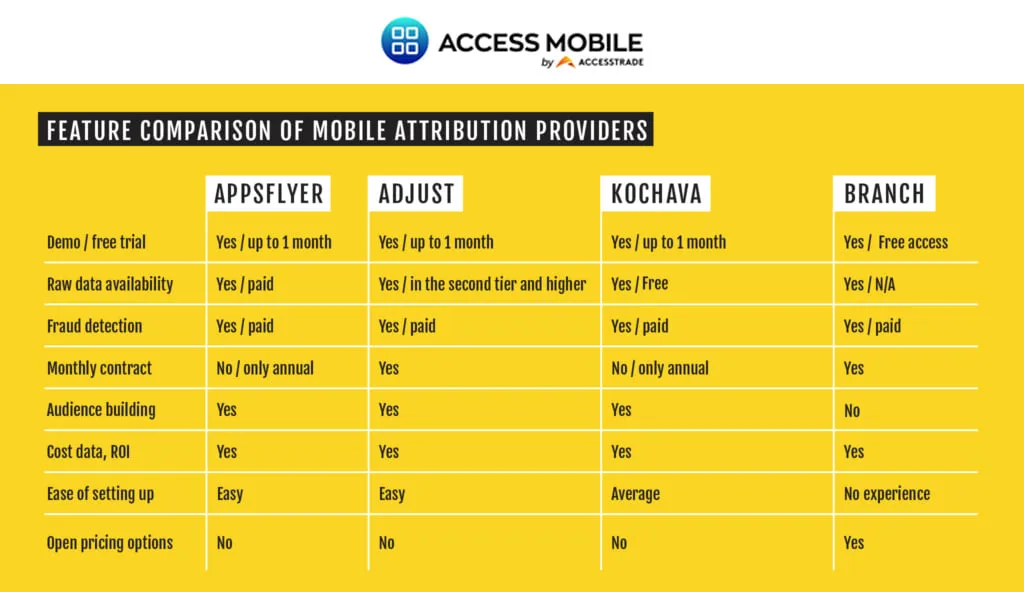 ACCESS MOBILE
by ACCESSTRADE
FEATURE COMPARISON OF MOBILE ATTRIBUTION PROVIDERS
APPSFLYER ADJUST KOCHAVA BRANCH
Demo / free trial Yes / up to 1 month Yes / up to 1 month Yes / up to 1 month Yes / Free access
Raw data availability Yes / paid Yes / in the second tier and higher Yes / Free Yes / N/A
Fraud detection Yes / paid Yes / paid Yes / paid Yes / paid
Monthly contract No / only annual Yes No / only annual Yes
Audience building Yes Yes Yes No
Cost data, ROI Yes Yes Yes Yes
Ease of setting up Easy Easy Average No experience
Open pricing options No No No Yes